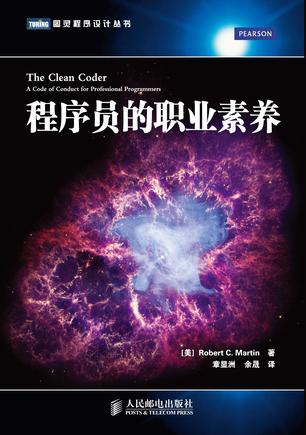 TURING 图灵程序设计丛书
PEARSON
The Clean Coder
A Code of Conduct for Professional Programmers
程序员的职业素养
[美] Robert C. Martin 著
章显洲 余晟 译
人民邮电出版社
POSTS & TELECOM PRESS